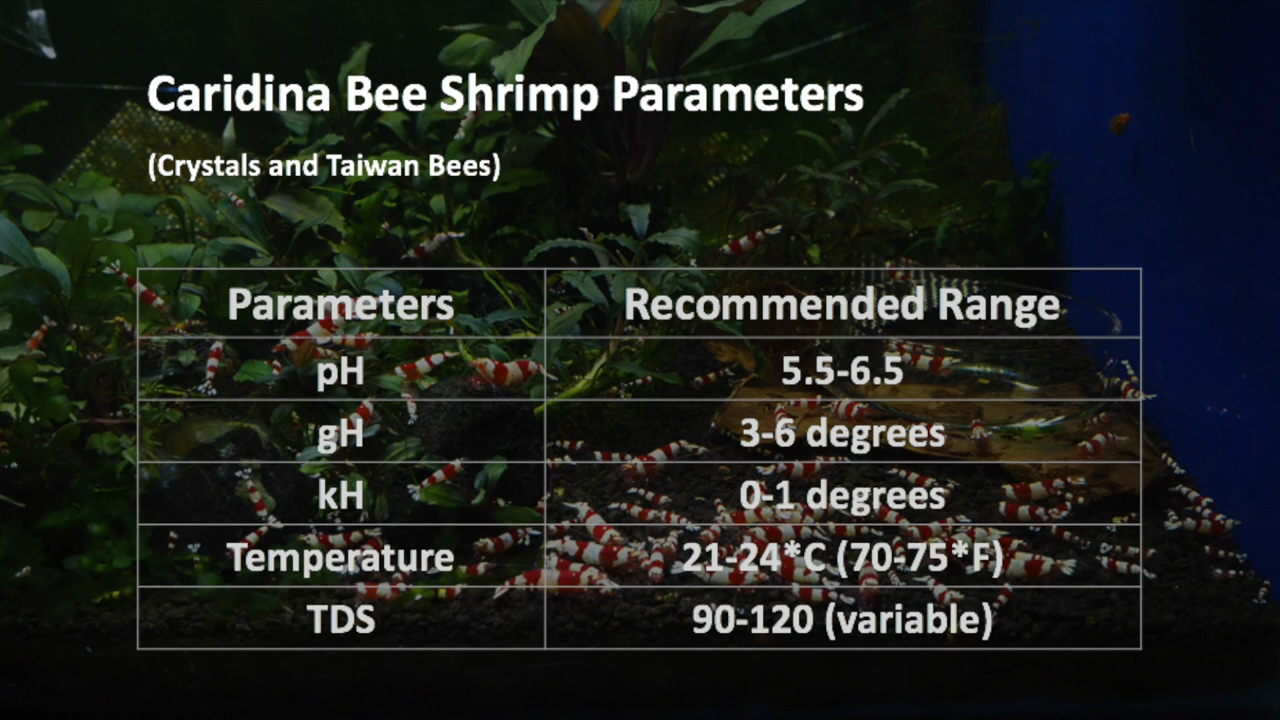 Caridina Bee Shrimp Parameters
(Crystals and Taiwan Bees)
Parameters Recommended Range
pH 5.5-6.5
gH 3-6 degrees
kH 0-1 degrees
Temperature 21-24*C (70-75*F)
TDS 90-120 (variable)